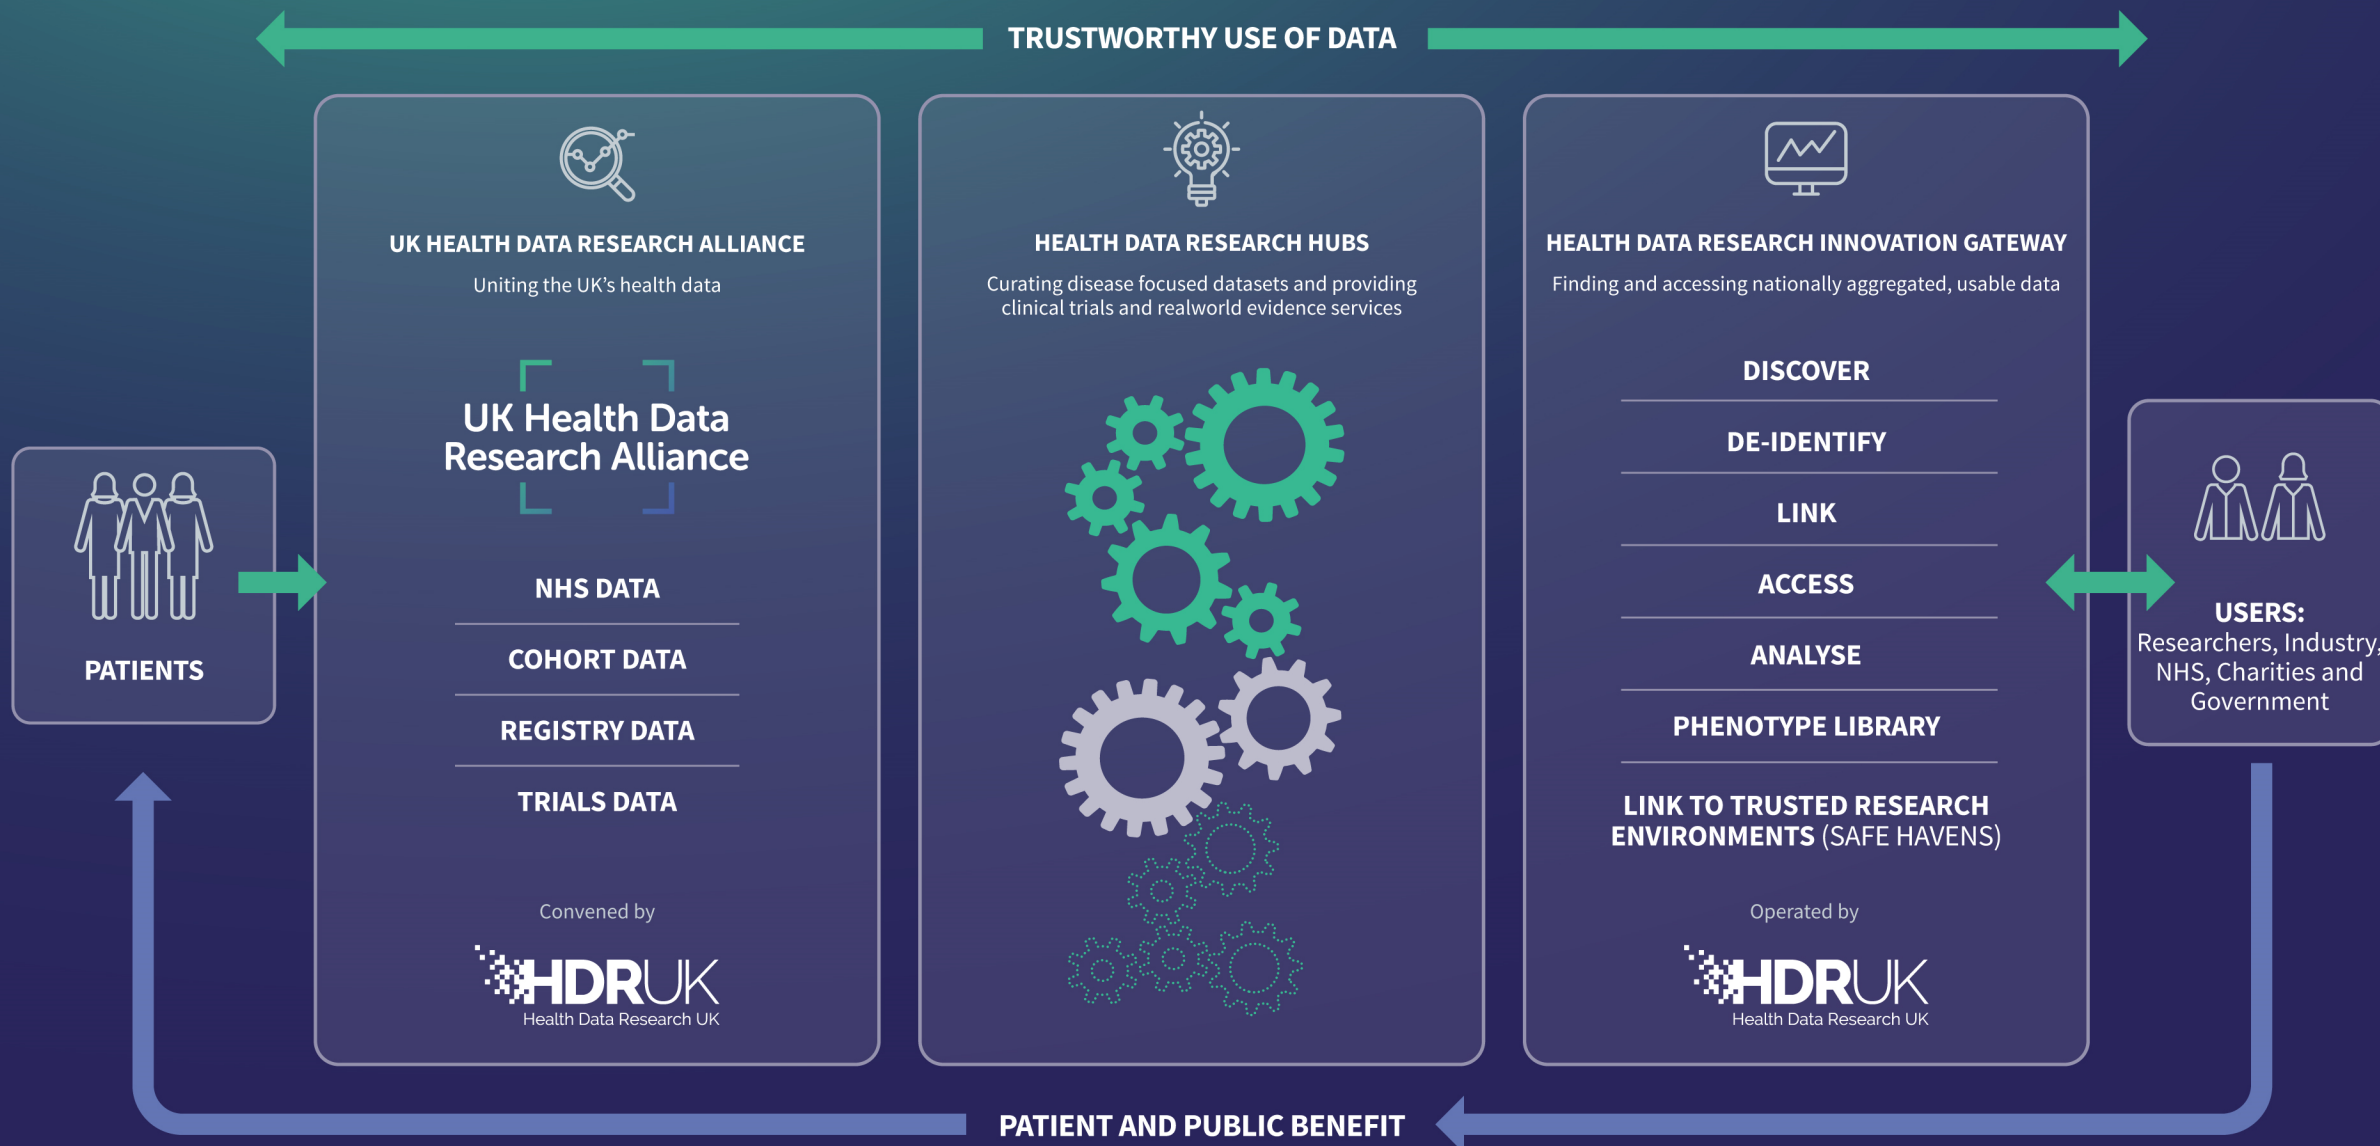 TRUSTWORTHY USE OF DATA
UK HEALTH DATA RESEARCH ALLIANCE
Uniting the UK's health data
UK Health Data
Research Alliance
NHS DATA
COHORT DATA
REGISTRY DATA
TRIALS DATA
Convened by
HDRUK
Health Data Research UK
HEALTH DATA RESEARCH HUBS
Curating disease focused datasets and providing
clinical trials and realworld evidence services
HEALTH DATA RESEARCH INNOVATION GATEWAY
Finding and accessing nationally aggregated, usable data
DISCOVER
DE-IDENTIFY
LINK
ACCESS
ANALYSE
PHENOTYPE LIBRARY
LINK TO TRUSTED RESEARCH
ENVIRONMENTS (SAFE HAVENS)
Operated by
HDRUK
Health Data Research UK
PATIENTS
USERS:
Researchers, Industry,
NHS, Charities and
Government
PATIENT AND PUBLIC BENEFIT